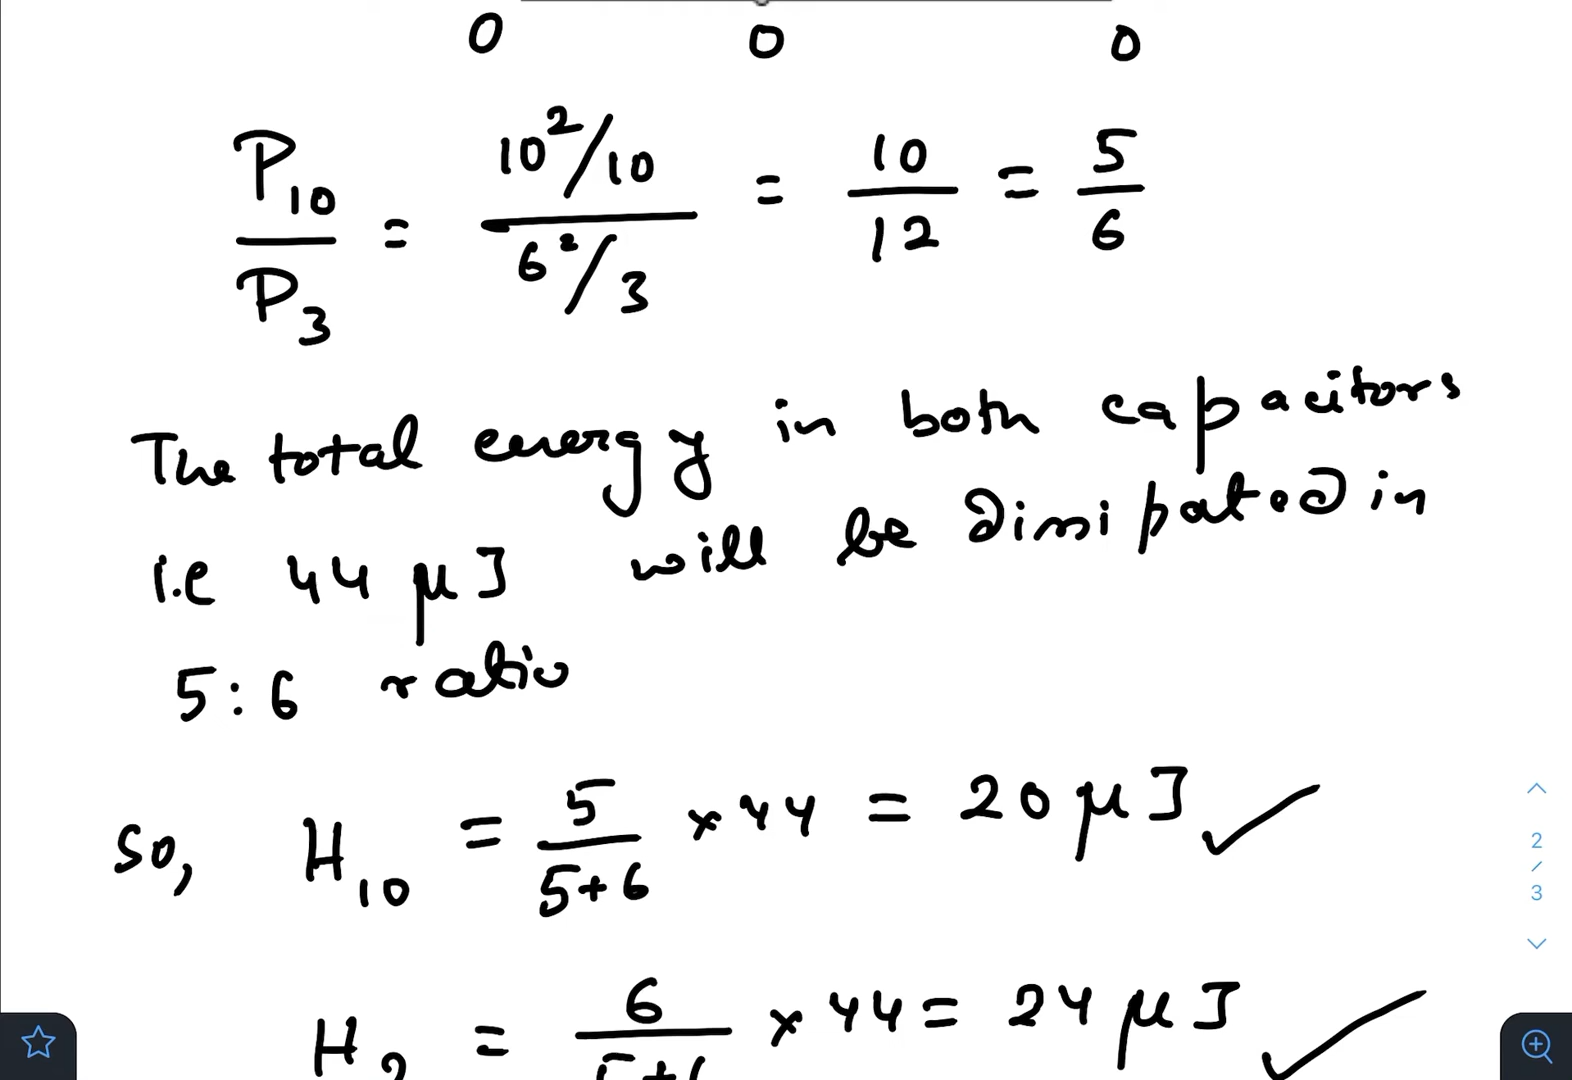 0 0 0
P10/P3 = (10²/10)/(6²/3) = 10/12 = 5/6
The total energy in both capacitors
i.e 44 μJ will be dissipated in
5:6 ratio
So, H10 = 5/(5+6) × 44 = 20 μJ ✓
H = 6/(5+6) × 44 = 24 μJ ✓
2
/
3